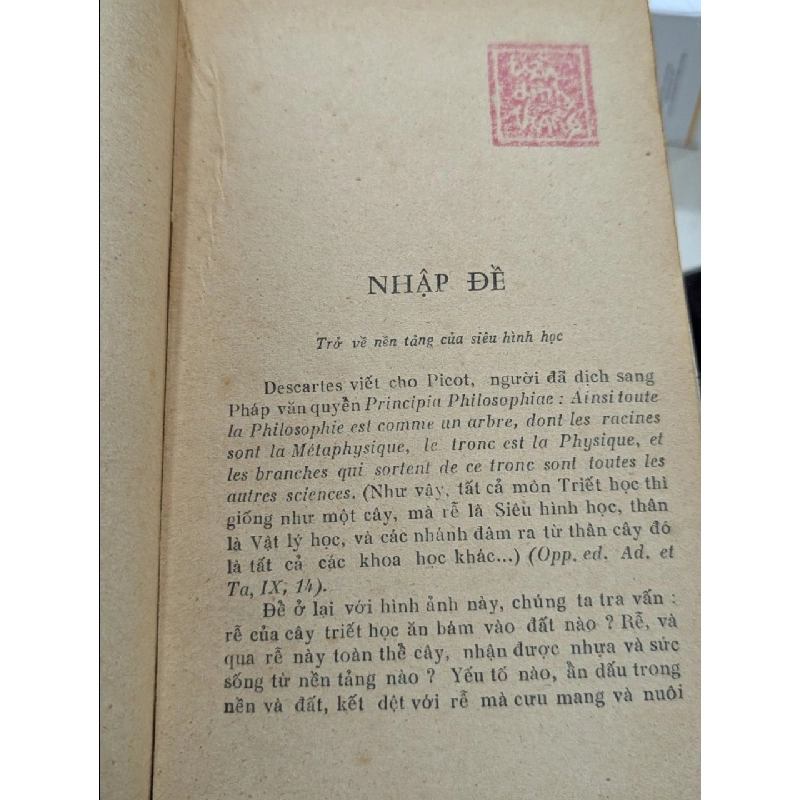 trần
đình
NHẬP ĐỀ
Trở về nền tảng của siêu hình học
Descartes viết cho Picot, người đã dịch sang
Pháp văn quyền Principia Philosophiae : Ainsi toute
la Philosophie est comme un arbre, dont les racines
sont la Métaphysique, le tronc est la Physique, et
les branches qui sortent de ce tronc sont toutes les
autres sciences. (Như vậy, tất cả môn Triết học thì
giống như một cây, mà rễ là Siêu hình học, thân
là Vật lý học, và các nhánh đâm ra từ thân cây đó
là tất cả các khoa học khác...) (Opp. ed. Ad. et
Ta, IX, 14).
Để ở lại với hình ảnh này, chúng ta tra vấn :
rễ của cây triết học ăn bám vào đất nào ? Rễ, và
qua rễ này toàn thể cây, nhận được nhựa và sức
sống từ nền tảng nào ? Yếu tố nào, ẩn dấu trong
nền và đất, kết dệt với rễ mà cưu mang và nuôi